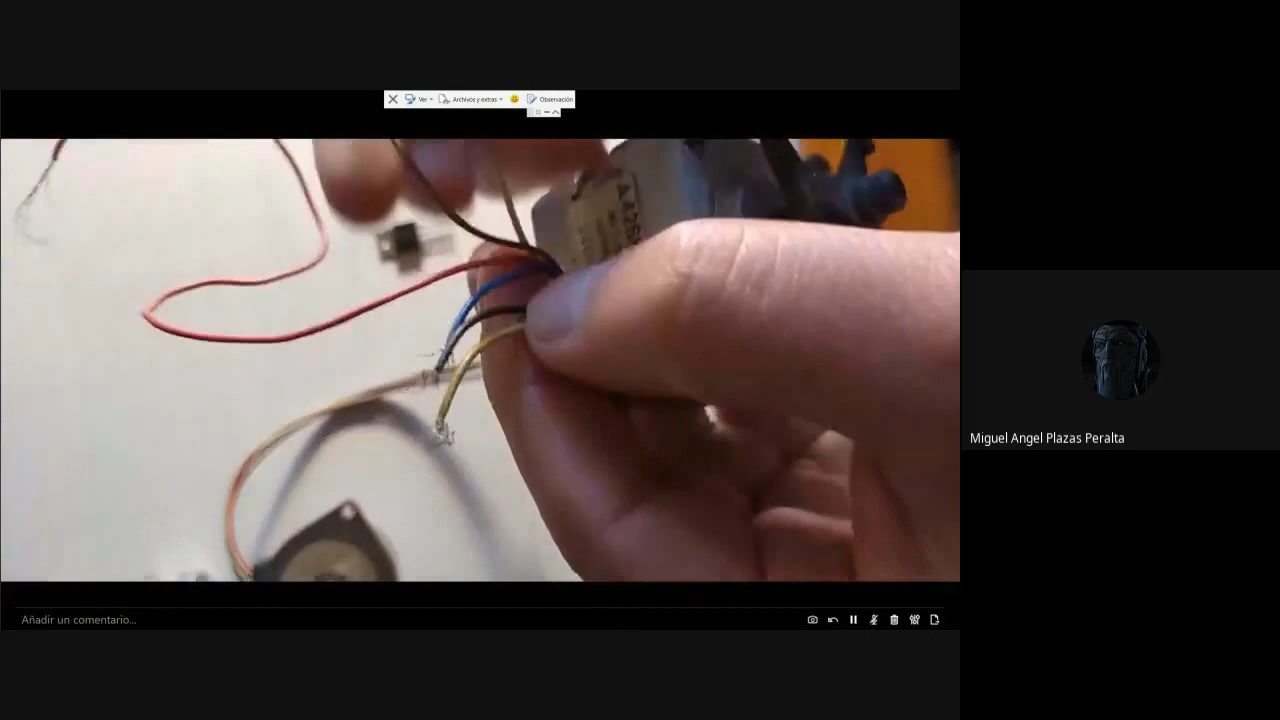 Ver
Archivos y extras
Observación
Miguel Angel Plazas Peralta
Añadir un comentario...